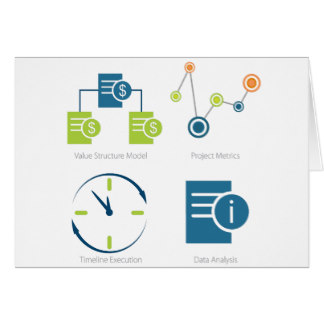 $
$ $
Value Structure Model
Project Metrics
i
Timeline Execution
Data Analysis